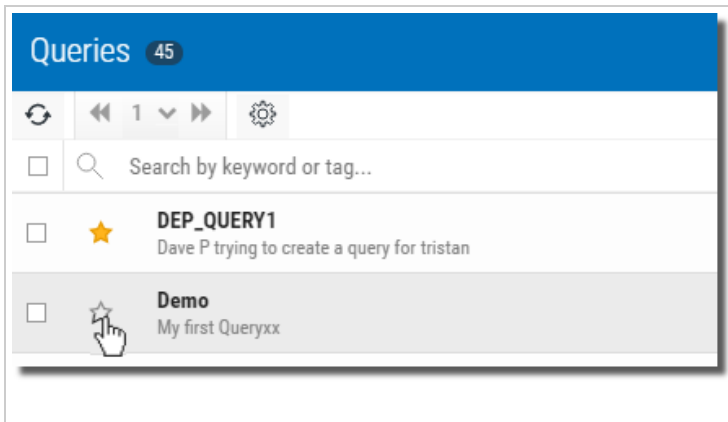 Queries 45
1
Search by keyword or tag...
DEP_QUERY1
Dave P trying to create a query for tristan
Demo
My first Queryxx